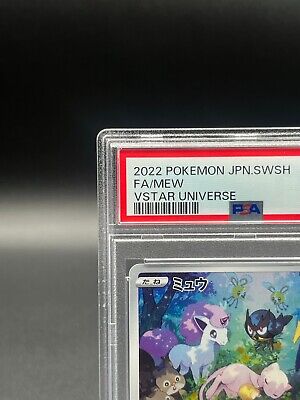 2022 POKEMON JPN.SWSH
FA/MEW
VSTAR UNIVERSE
PSA
たね ミュウ